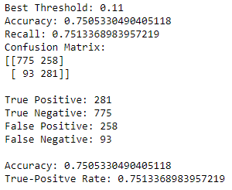 Best Threshold: 0.11
Accuracy: 0.7505330490405118
Recall: 0.7513368983957219
Confusion Matrix:
[[775 258]
[ 93 281]]
True Positive: 281
True Negative: 775
False Positive: 258
False Negative: 93
Accuracy: 0.7505330490405118
True-Positve Rate: 0.7513368983957219